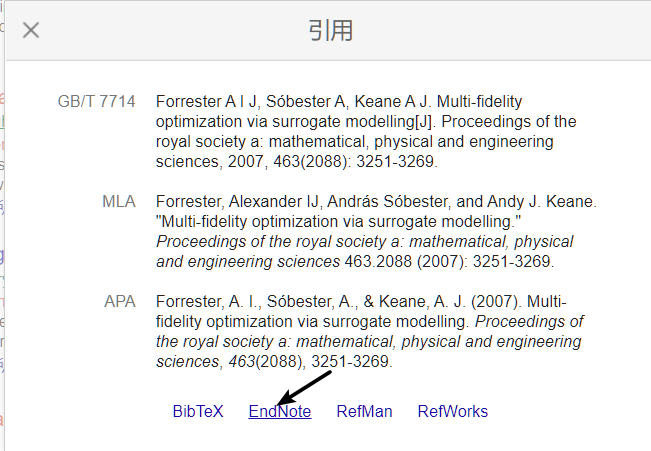 引用
GB/T 7714 Forrester A I J, Sóbester A, Keane A J. Multi-fidelity
optimization via surrogate modelling[J]. Proceedings of the
royal society a: mathematical, physical and engineering
sciences, 2007, 463(2088): 3251-3269.
MLA Forrester, Alexander IJ, András Sóbester, and Andy J. Keane.
"Multi-fidelity optimization via surrogate modelling."
Proceedings of the royal society a: mathematical, physical
and engineering sciences 463.2088 (2007): 3251-3269.
APA Forrester, A. I., Sóbester, A., & Keane, A. J. (2007). Multi-
fidelity optimization via surrogate modelling. Proceedings of
the royal society a: mathematical, physical and engineering
sciences, 463(2088), 3251-3269.
BibTeX EndNote RefMan RefWorks